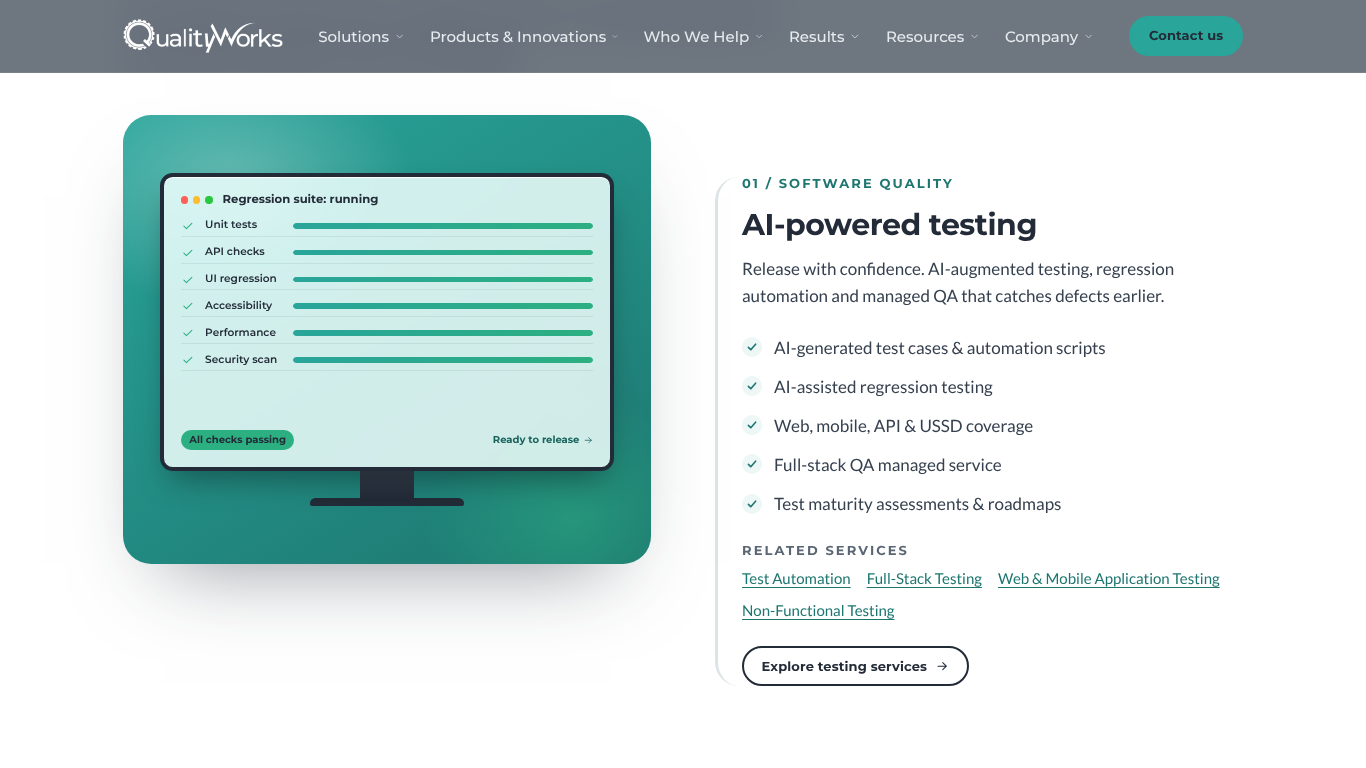 QualityWorks Solutions Products & Innovations Who We Help Results Resources Company Contact us
Regression suite: running
Unit tests
API checks
UI regression
Accessibility
Performance
Security scan
All checks passing Ready to release →
01 / SOFTWARE QUALITY
AI-powered testing
Release with confidence. AI-augmented testing, regression
automation and managed QA that catches defects earlier.
AI-generated test cases & automation scripts
AI-assisted regression testing
Web, mobile, API & USSD coverage
Full-stack QA managed service
Test maturity assessments & roadmaps
RELATED SERVICES
Test Automation Full-Stack Testing Web & Mobile Application Testing
Non-Functional Testing
Explore testing services →